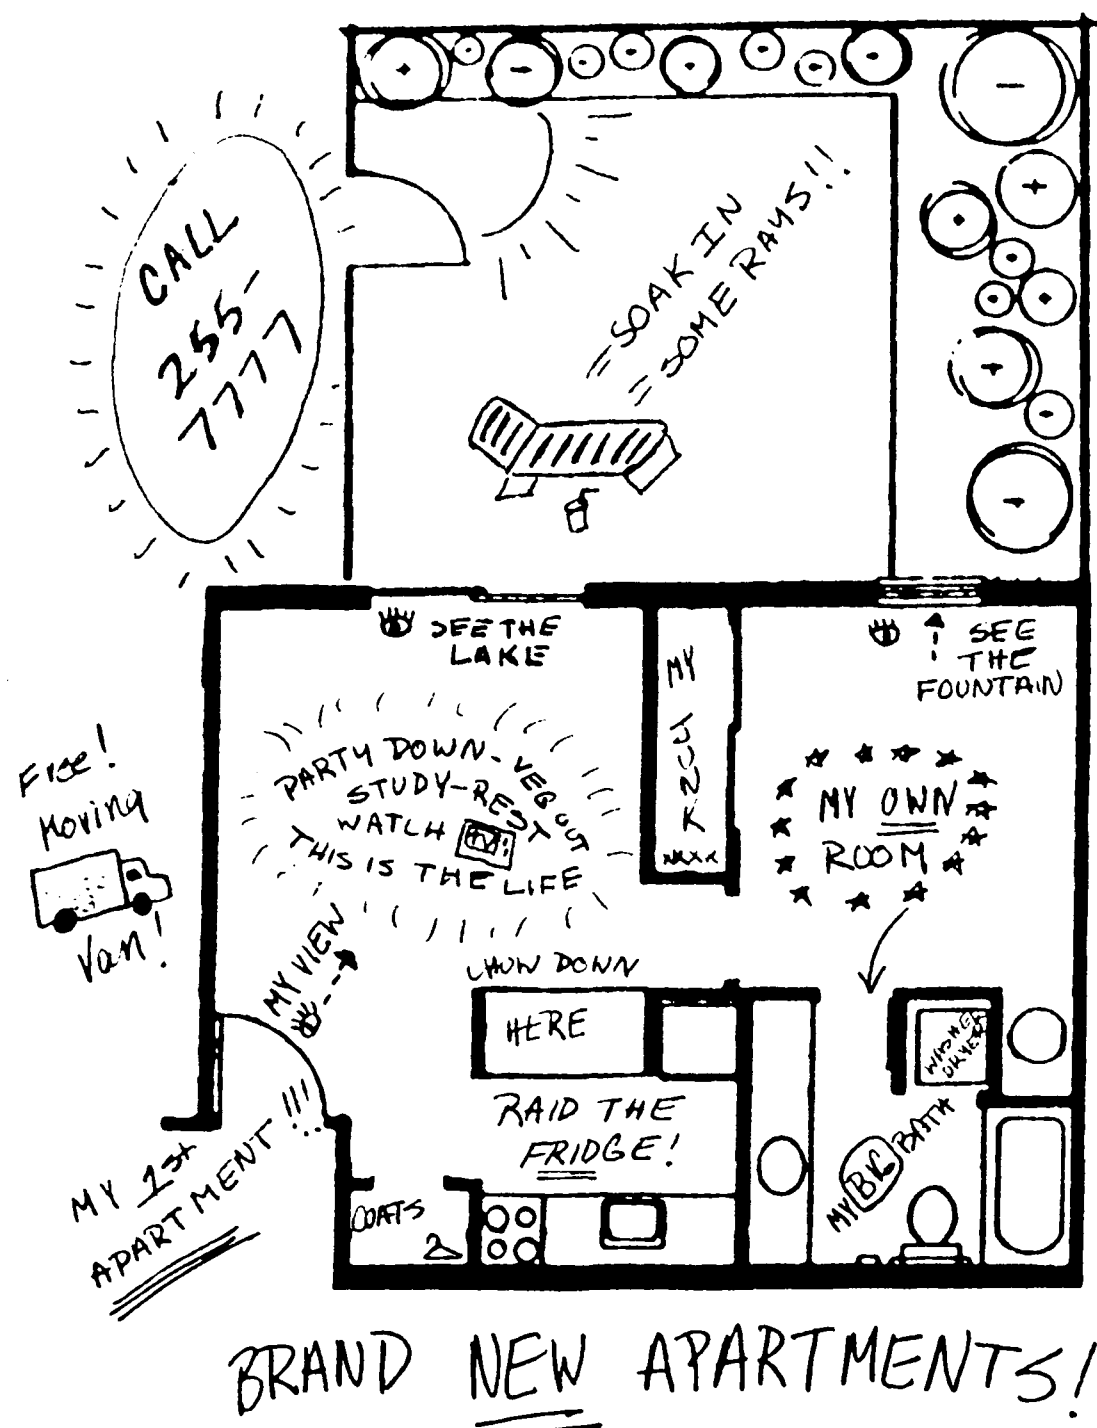 CALL
255-
7777
=SOAK IN
=SOME RAYS!!
SEE THE
LAKE
MY
SEE
THE
FOUNTAIN
Free!
Moving
Van!
PARTY DOWN-VEG OUT
STUDY-REST
WATCH TV
THIS IS THE LIFE
MY OWN
ROOM
MY VIEW
CHOW DOWN
HERE
WASHER
DRYER
RAID THE
FRIDGE!
MY BIG BATH
MY 1st
APARTMENT!!!
COATS
BRAND NEW APARTMENTS!